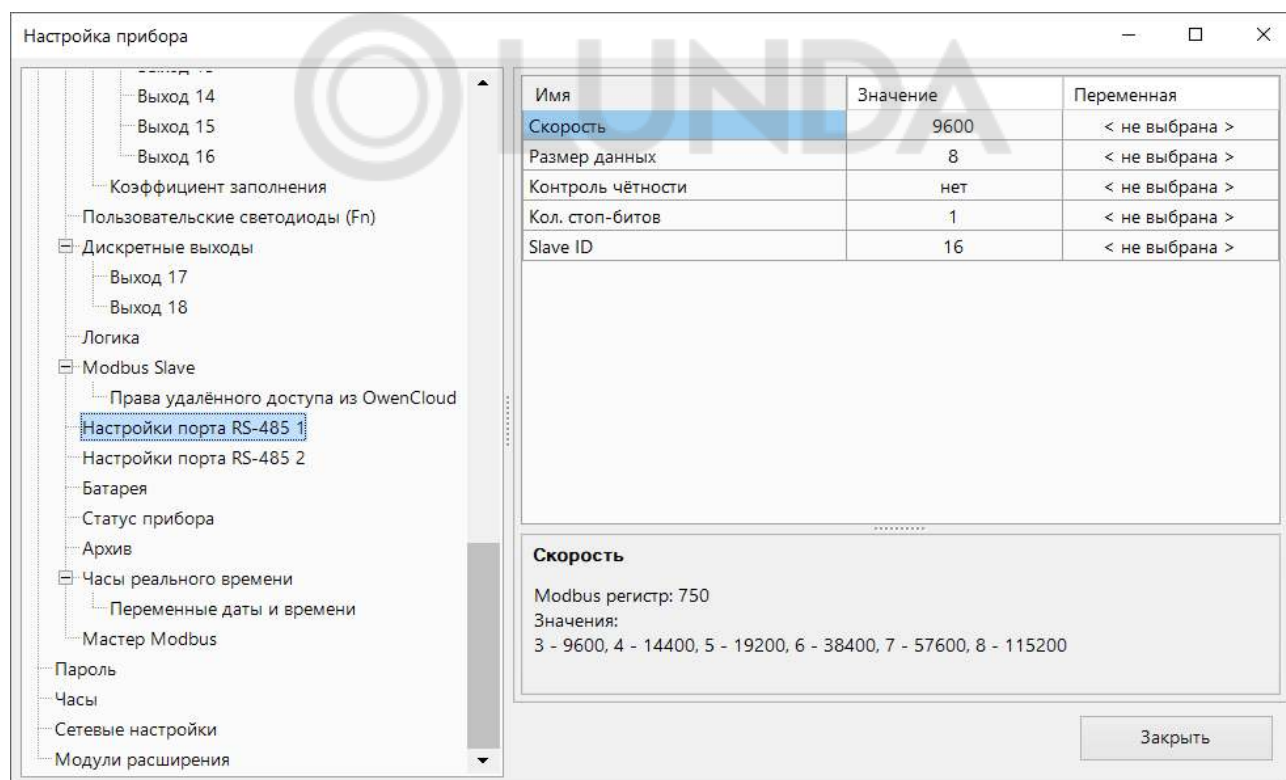 LUNDA
Настройка прибора
Выход 14
Выход 15
Выход 16
Коэффициент заполнения
Пользовательские светодиоды (Fn)
Дискретные выходы
Выход 17
Выход 18
Логика
Modbus Slave
Права удалённого доступа из OwenCloud
Настройки порта RS-485 1
Настройки порта RS-485 2
Батарея
Статус прибора
Архив
Часы реального времени
Переменные даты и времени
Мастер Modbus
Пароль
Часы
Сетевые настройки
Модули расширения
Имя Значение Переменная
Скорость 9600 < не выбрана >
Размер данных 8 < не выбрана >
Контроль чётности нет < не выбрана >
Кол. стоп-битов 1 < не выбрана >
Slave ID 16 < не выбрана >
Скорость
Modbus регистр: 750
Значения:
3 - 9600, 4 - 14400, 5 - 19200, 6 - 38400, 7 - 57600, 8 - 115200
Закрыть